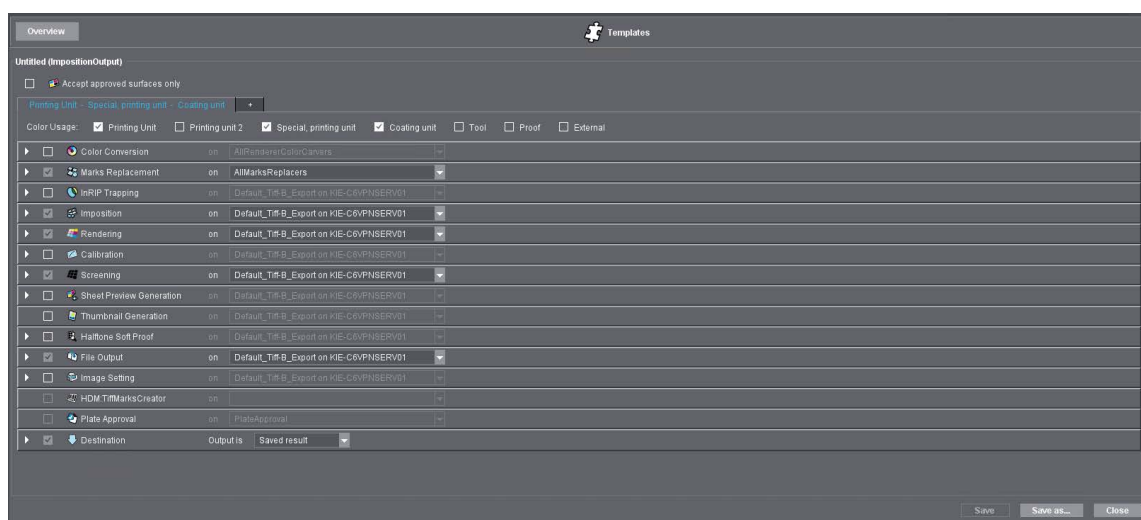 Overview
Templates
Untitled (ImpositionOutput)
Accept approved surfaces only
Printing Unit - Special, printing unit - Coating unit +
Color Usage: Printing Unit Printing unit 2 Special, printing unit Coating unit Tool Proof External
Color Conversion on AllRendererColorCarvers
Marks Replacement on AllMarksReplacers
InRIP Trapping on Default_Tiff-B_Export on KIE-C6VPNSERV01
Imposition on Default_Tiff-B_Export on KIE-C6VPNSERV01
Rendering on Default_Tiff-B_Export on KIE-C6VPNSERV01
Calibration on Default_Tiff-B_Export on KIE-C6VPNSERV01
Screening on Default_Tiff-B_Export on KIE-C6VPNSERV01
Sheet Preview Generation on Default_Tiff-B_Export on KIE-C6VPNSERV01
Thumbnail Generation on Default_Tiff-B_Export on KIE-C6VPNSERV01
Halftone Soft Proof on Default_Tiff-B_Export on KIE-C6VPNSERV01
File Output on Default_Tiff-B_Export on KIE-C6VPNSERV01
Image Setting on Default_Tiff-B_Export on KIE-C6VPNSERV01
HDM:TiffMarksCreator on
Plate Approval on PlateApproval
Destination Output is Saved result
Save Save as... Close